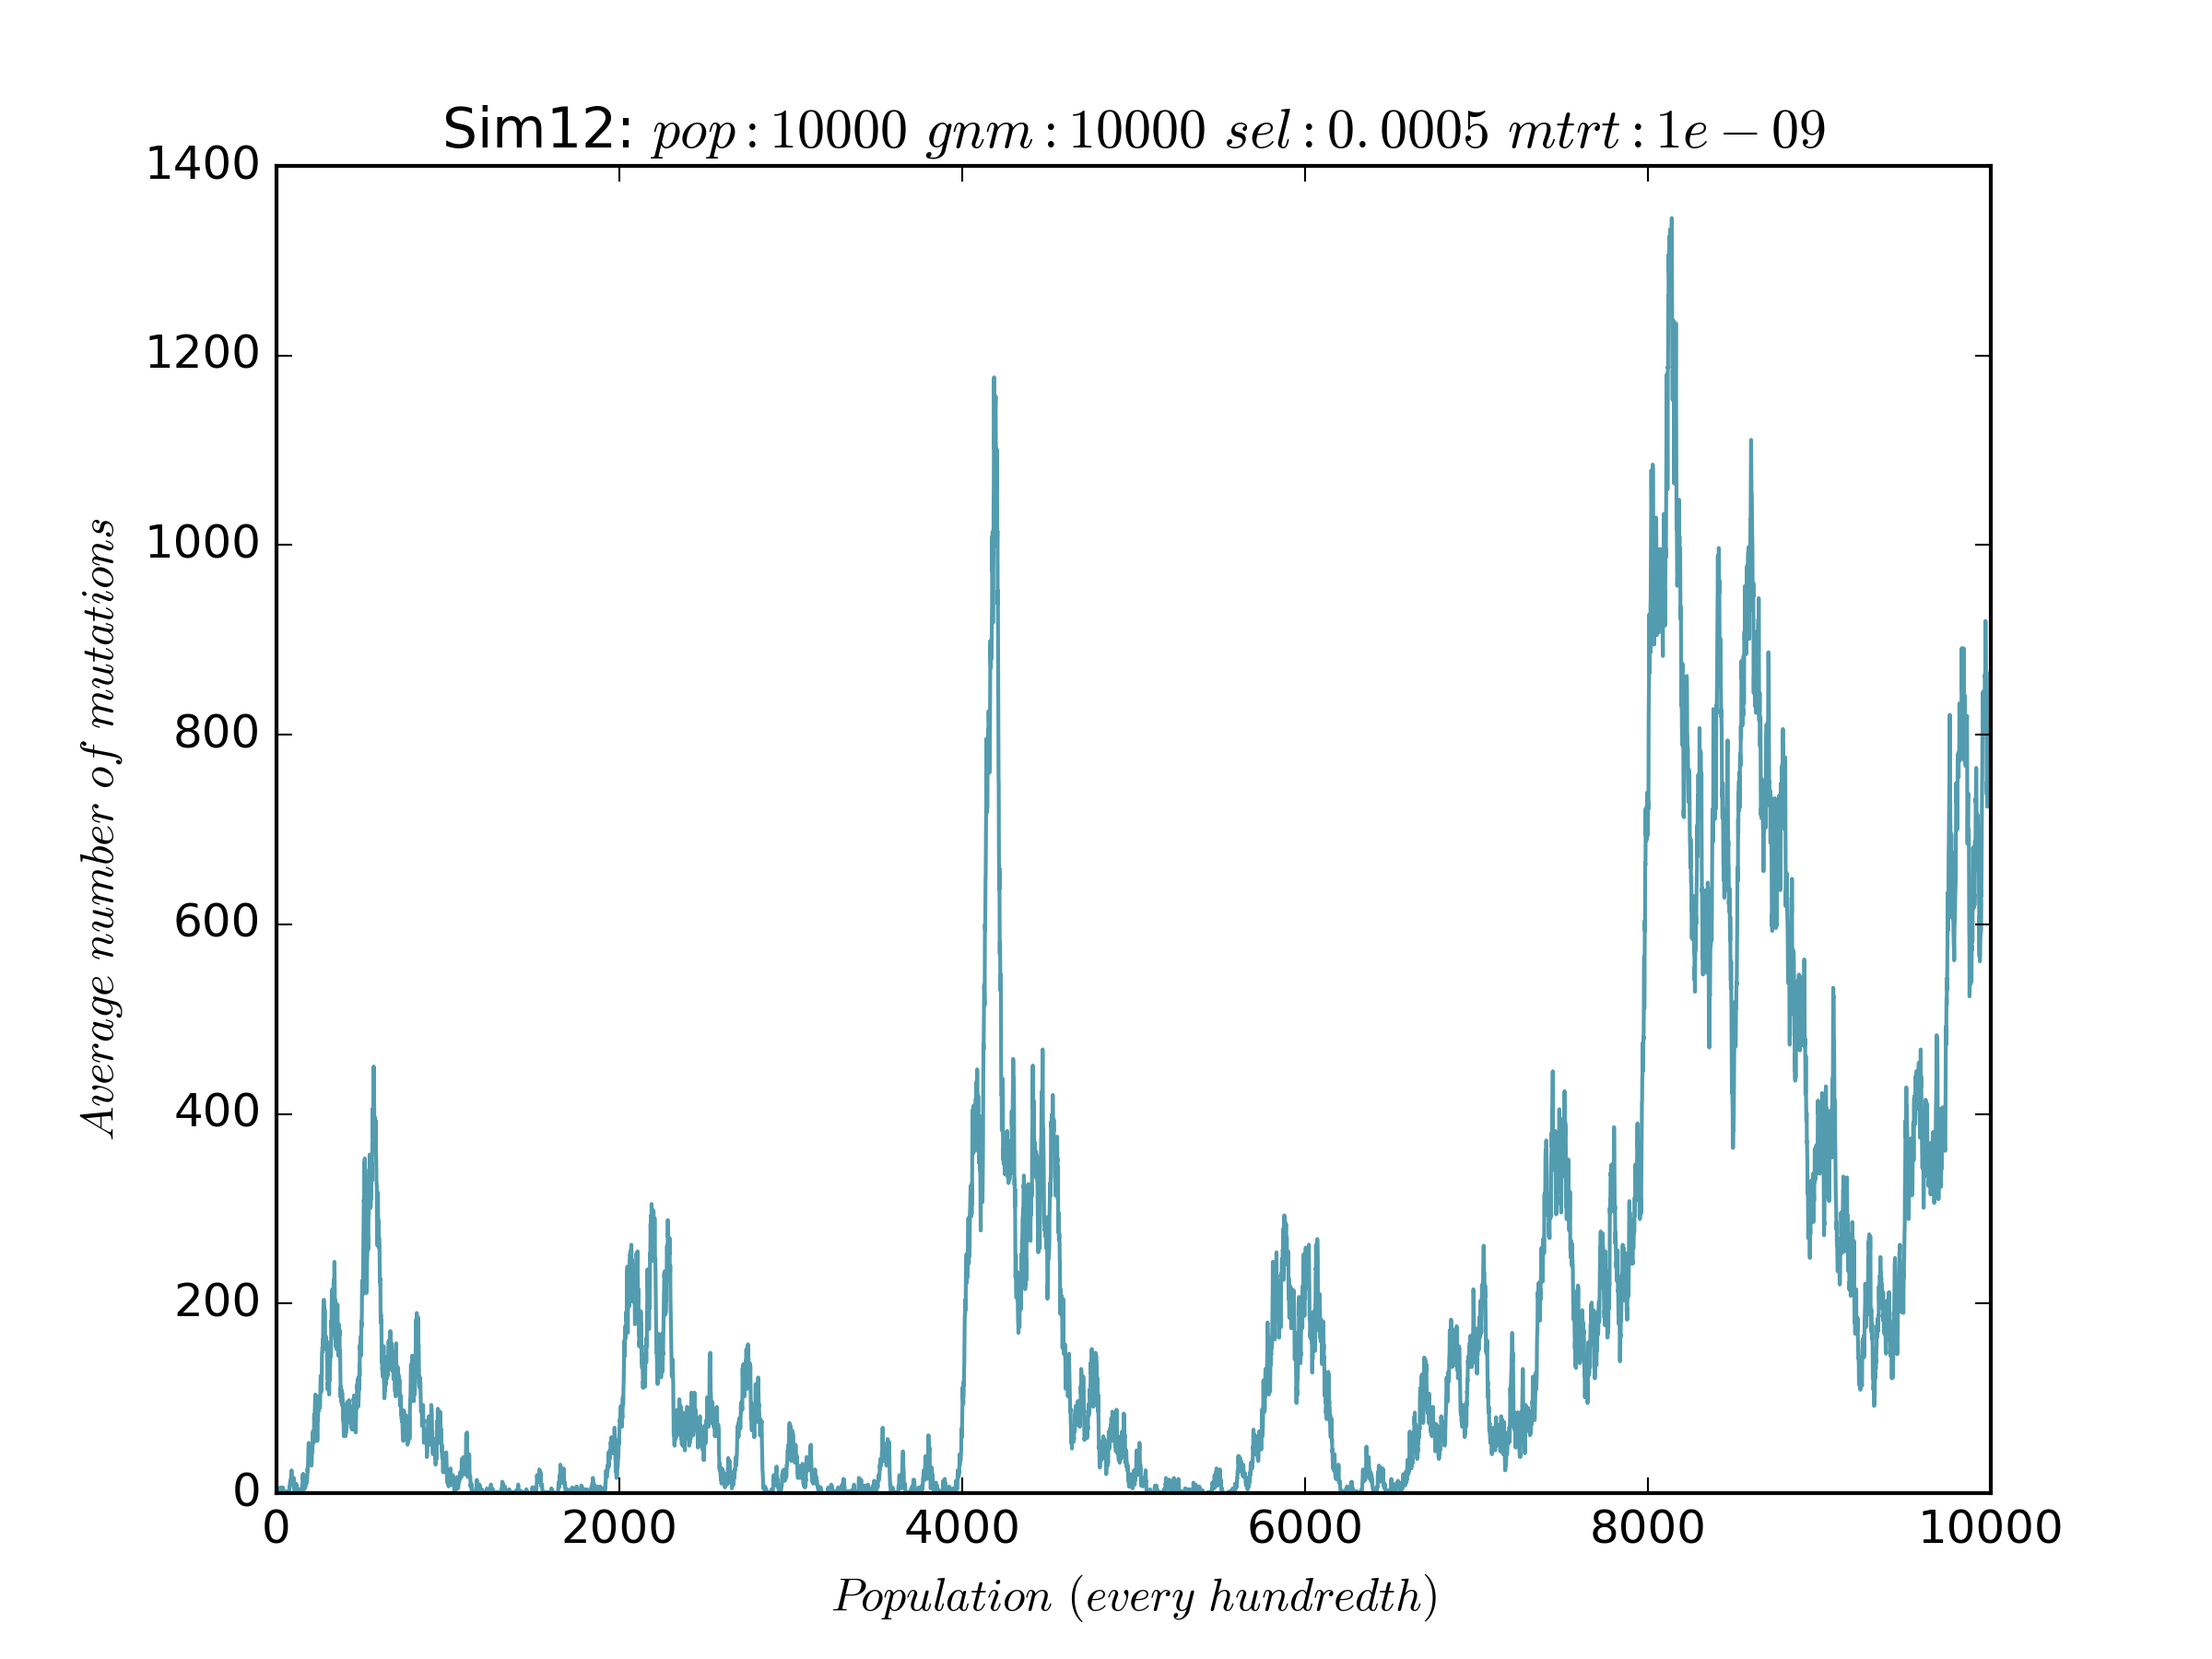 Sim12: pop : 10000 gnm : 10000 sel : 0.0005 mtrt : 1e − 09
1400
1200
1000
800
600
400
200
0
Average number of mutations
0 2000 4000 6000 8000 10000
Population (every hundredth)